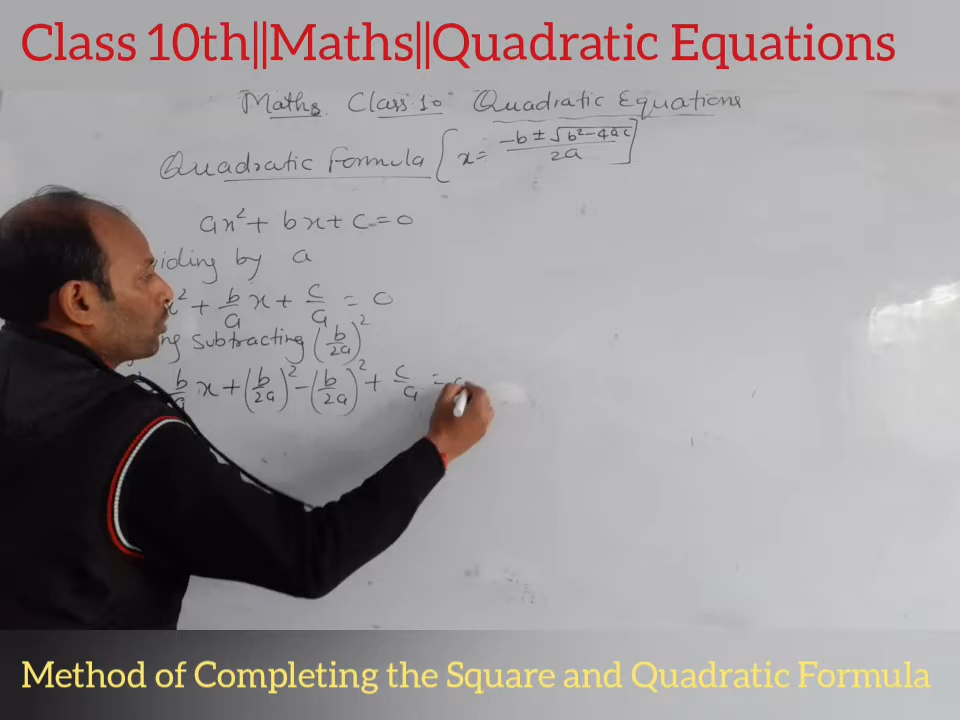 Class 10th||Maths||Quadratic Equations
Maths Class 10 Quadratic Equations
Quadratic Formula [x = -b ± √b² - 4ac / 2a]
ax² + bx + c = 0
iding by a
x² + b/a x + c/a = 0
ng subtracting (b/2a)²
b/a x + (b/2a)² - (b/2a)² + c/a =
Method of Completing the Square and Quadratic Formula